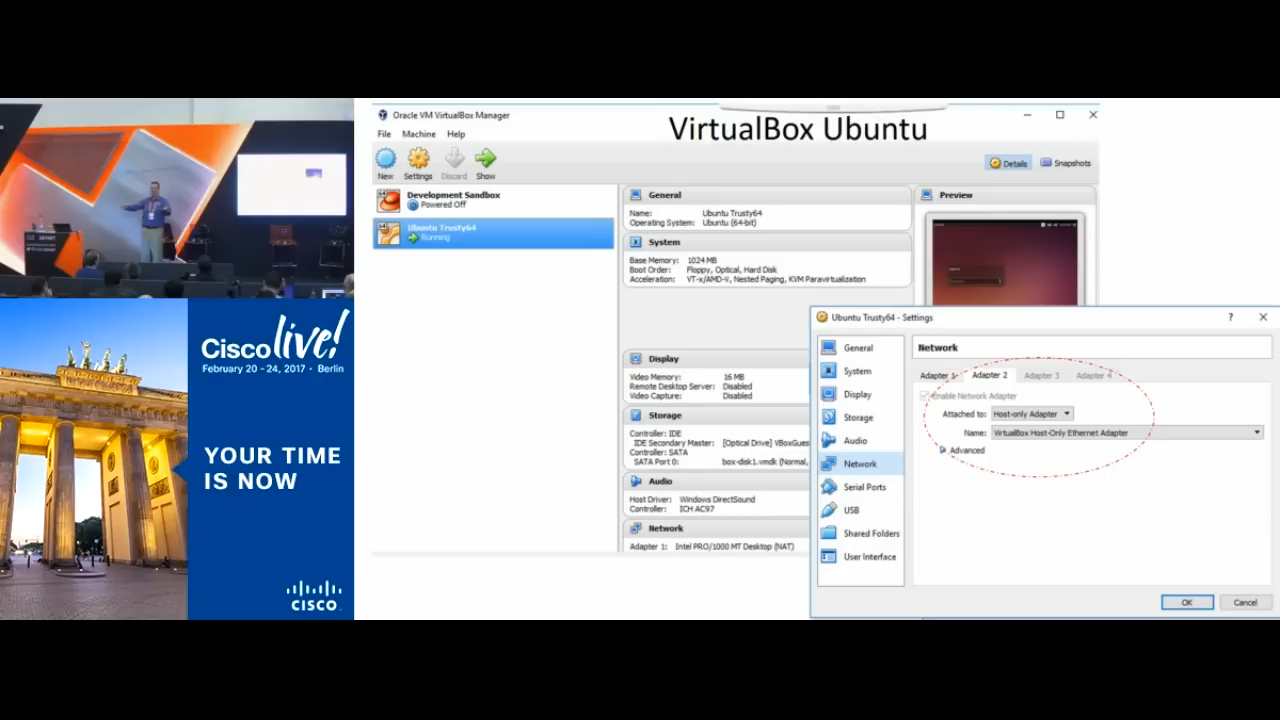 Cisco live!
February 20 - 24, 2017 • Berlin
YOUR TIME
IS NOW
CISCO
Oracle VM VirtualBox Manager
VirtualBox Ubuntu
File Machine Help
New Settings Discard Show
Details Snapshots
Development Sandbox
Powered Off
Ubuntu Trusty64
Running
General
Name: Ubuntu Trusty64
Operating System: Ubuntu (64-bit)
System
Base Memory: 1024 MB
Boot Order: Floppy, Optical, Hard Disk
Acceleration: VT-x/AMD-V, Nested Paging, KVM Paravirtualization
Display
Video Memory: 16 MB
Remote Desktop Server: Disabled
Video Capture: Disabled
Storage
Controller: IDE
IDE Secondary Master: [Optical Drive] VBoxGues
Controller: SATA
SATA Port 0: box-disk1.vmdk (Normal,
Audio
Host Driver: Windows DirectSound
Controller: ICH AC97
Network
Adapter 1: Intel PRO/1000 MT Desktop (NAT)
Preview
Ubuntu Trusty64 - Settings
General
System
Display
Storage
Audio
Network
Serial Ports
USB
Shared Folders
User Interface
Network
Adapter 1 Adapter 2 Adapter 3 Adapter 4
Enable Network Adapter
Attached to: Host-only Adapter
Name: VirtualBox Host-Only Ethernet Adapter
Advanced
OK Cancel